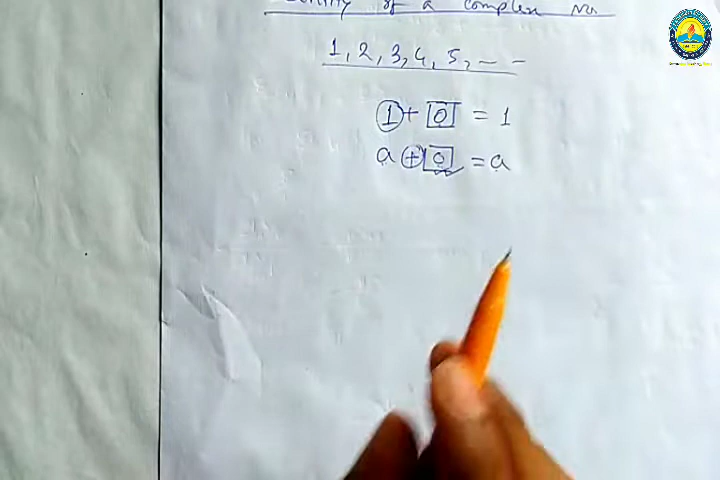 of a complex No
1, 2, 3, 4, 5, — —
1 + 0 = 1
a + 0 = a